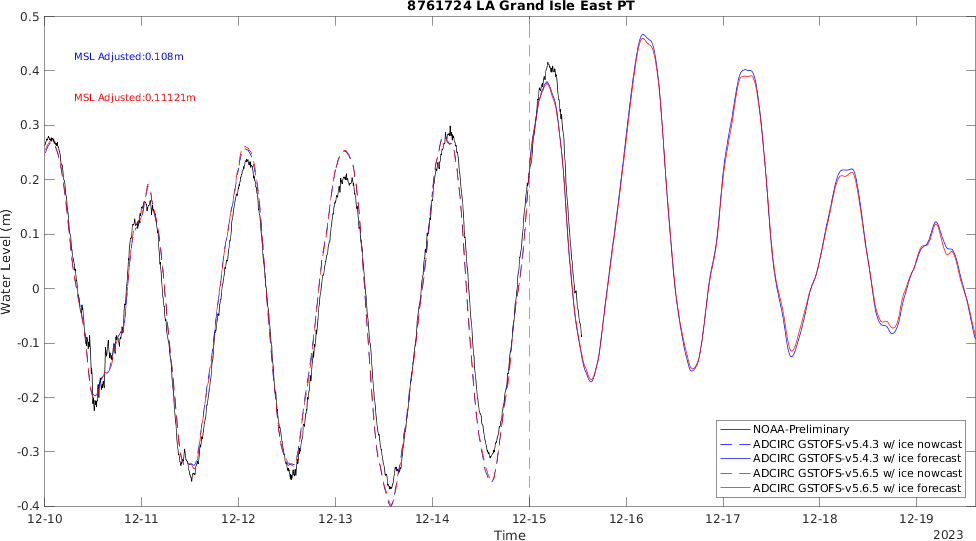 8761724 LA Grand Isle East PT
MSL Adjusted:0.108m
MSL Adjusted:0.11121m
0.5
0.4
0.3
0.2
0.1
0
-0.1
-0.2
-0.3
-0.4
Water Level (m)
NOAA-Preliminary
ADCIRC GSTOFS-v5.4.3 w/ ice nowcast
ADCIRC GSTOFS-v5.4.3 w/ ice forecast
ADCIRC GSTOFS-v5.6.5 w/ ice nowcast
ADCIRC GSTOFS-v5.6.5 w/ ice forecast
12-10 12-11 12-12 12-13 12-14 12-15 12-16 12-17 12-18 12-19
Time
2023